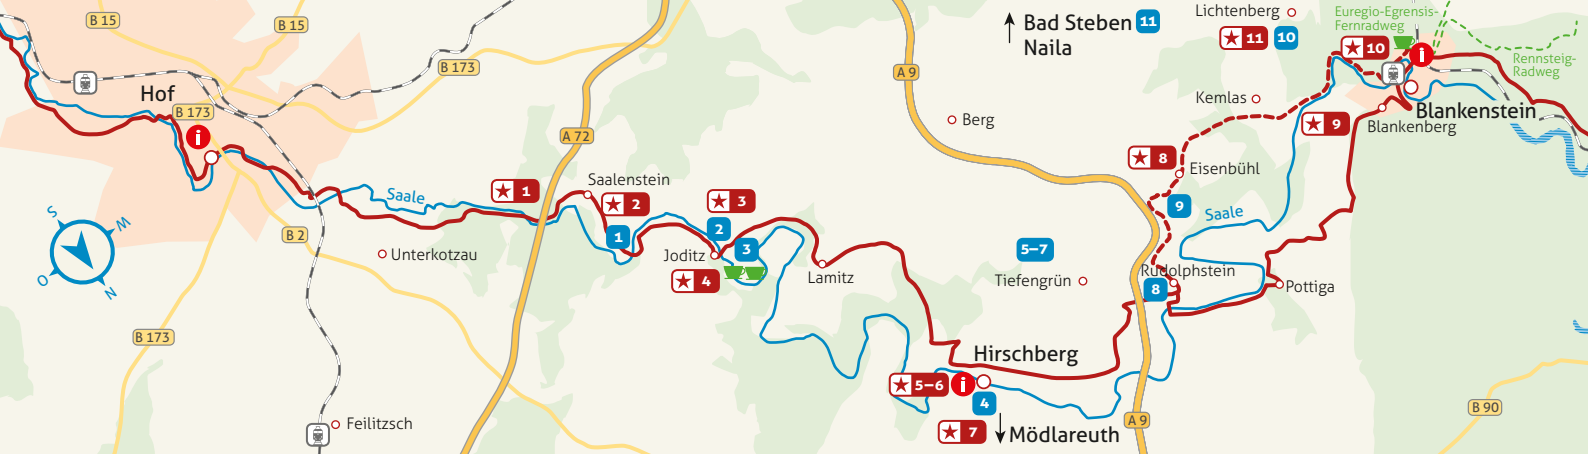 B 15
B 15
B 173
Hof
B 173
i
Saale
1
Unterkotzau
B 2
S
W
O
N
B 173
Feilitzsch
A 72
Saalenstein
2
1
3
2
3
Joditz
4
Lamitz
A 9
Berg
Bad Steben 11
Naila
Lichtenberg
11 10
Kemlas
8
Eisenbühl
9
Saale
5–7
Tiefengrün
Rudolphstein
8
Pottiga
Hirschberg
5–6
i
4
7
Mödlareuth
A 9
Euregio-Egrensis-
Fernradweg
10
i
Rennsteig-
Radweg
9
Blankenstein
Blankenberg
B 90